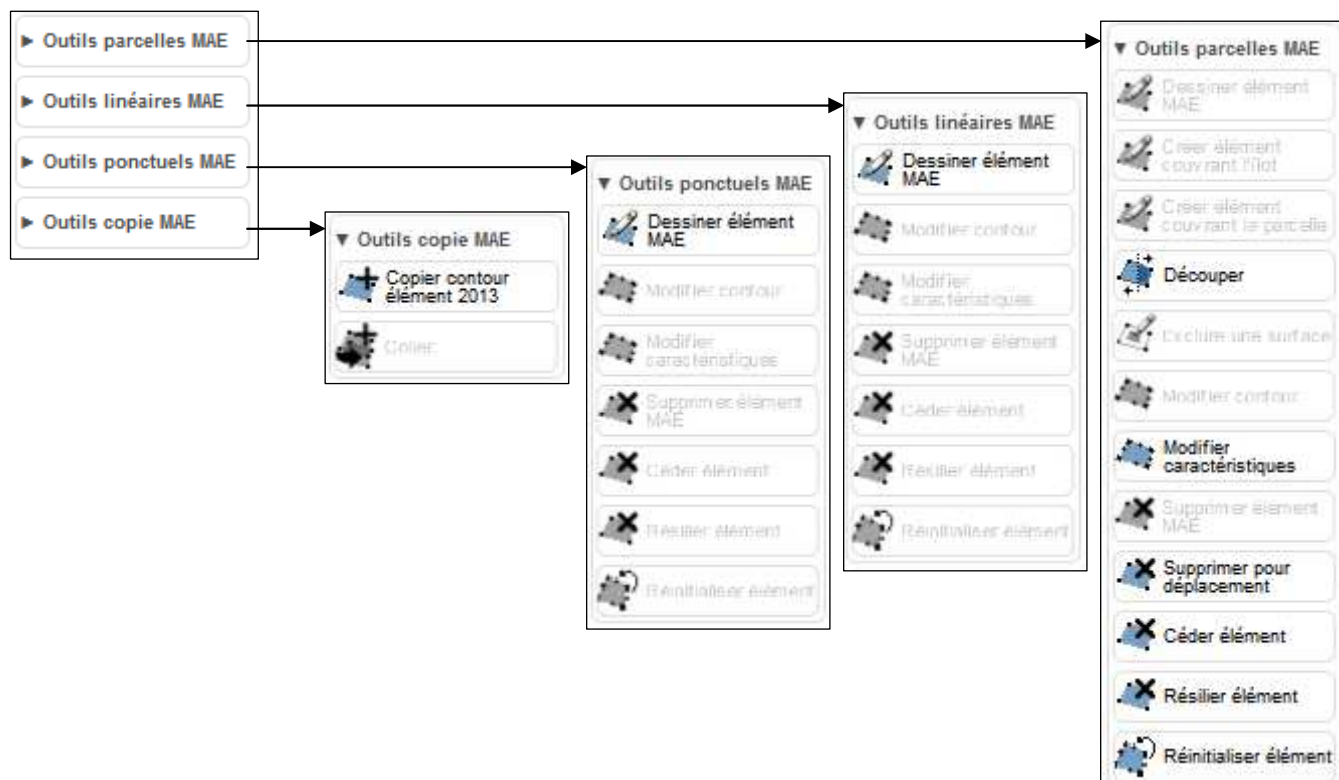 Outils parcelles MAE
Outils linéaires MAE
Outils ponctuels MAE
Outils copie MAE
Outils copie MAE
Copier contour
élément 2013
Coller
Outils ponctuels MAE
Dessiner élément
MAE
Modifier contour
Modifier
caractéristiques
Supprimer élément
MAE
Céder élément
Résilier élément
Réinitialiser élément
Outils linéaires MAE
Dessiner élément
MAE
Modifier contour
Modifier
caractéristiques
Supprimer élément
MAE
Céder élément
Résilier élément
Réinitialiser élément
Outils parcelles MAE
Dessiner élément
MAE
Créer élément
couvrant l'îlot
Créer élément
couvrant la parcelle
Découper
Exclure une surface
Modifier contour
Modifier
caractéristiques
Supprimer élément
MAE
Supprimer pour
déplacement
Céder élément
Résilier élément
Réinitialiser élément